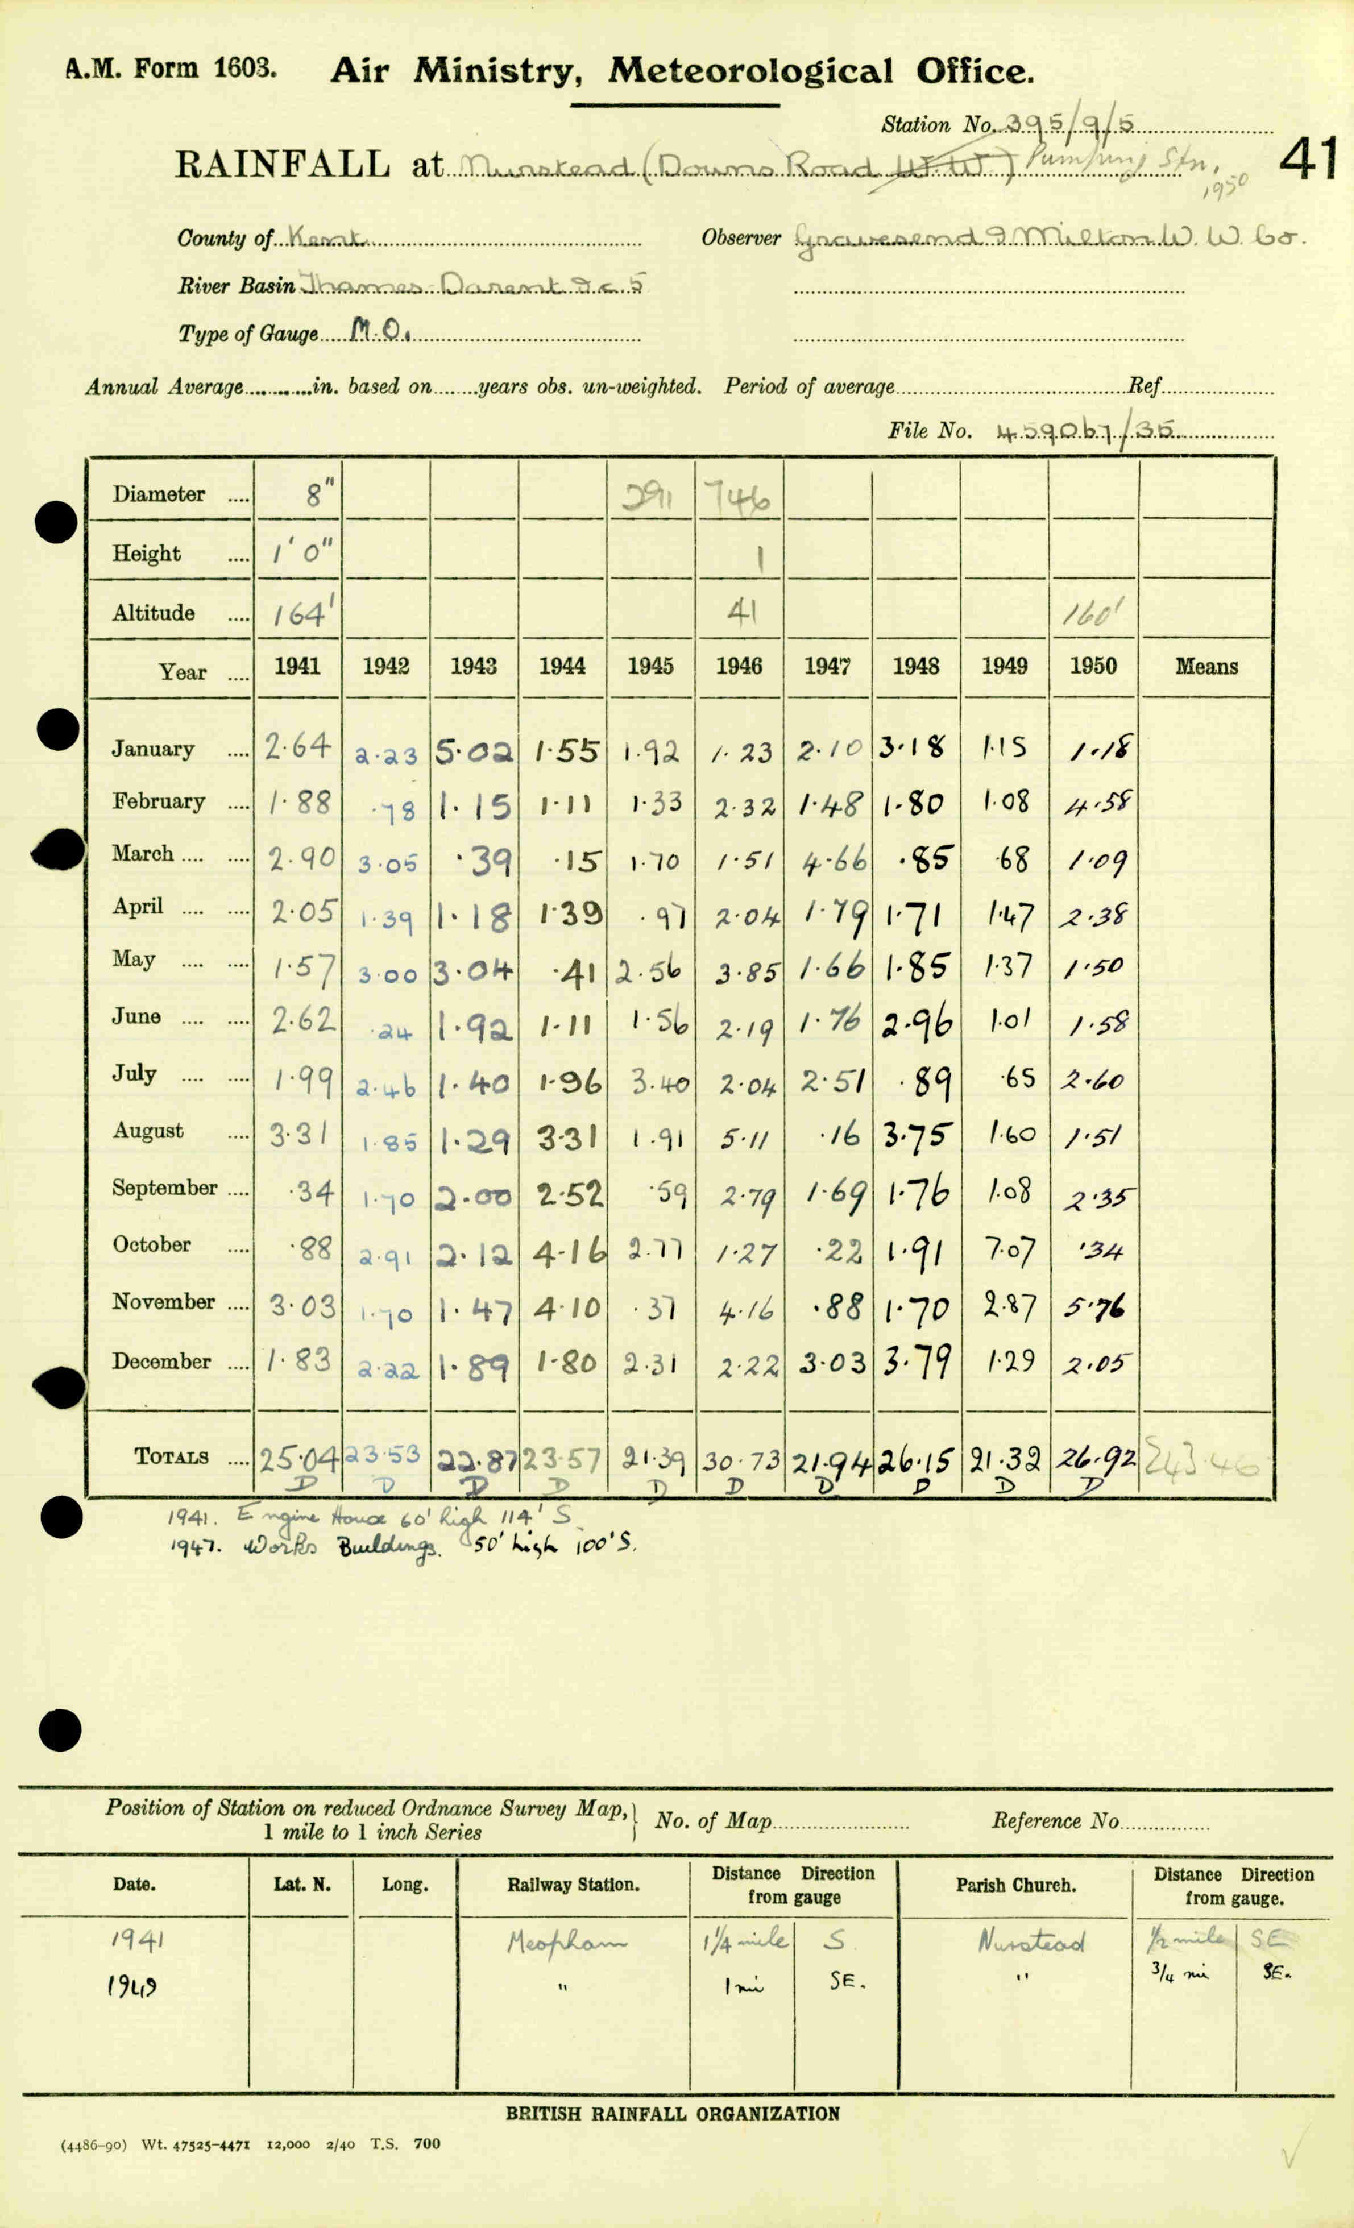 A.M. Form 1603. Air Ministry, Meteorological Office.
Station No. 395/9/5
RAINFALL at Nurstead (Downs Road W.W.) Pumping Stn. 1950
41
County of Kent Observer Gravesend & Milton W. W. Co.
River Basin Thames Darent &c 5
Type of Gauge M.O.
Annual Average in. based on years obs. un-weighted. Period of average Ref
File No. 459067/35
Diameter 8" 291 746
Height 1' 0" 1
Altitude 164' 41 160'
Year 1941 1942 1943 1944 1945 1946 1947 1948 1949 1950 Means
January 2.64 2.23 5.02 1.55 1.92 1.23 2.10 3.18 1.15 1.18
February 1.88 .78 1.15 1.11 1.33 2.32 1.48 1.80 1.08 4.58
March 2.90 3.05 .39 .15 1.70 1.51 4.66 .85 .68 1.09
April 2.05 1.39 1.18 1.39 .97 2.04 1.79 1.71 1.47 2.38
May 1.57 3.00 3.04 .41 2.56 3.85 1.66 1.85 1.37 1.50
June 2.62 .24 1.92 1.11 1.56 2.19 1.76 2.96 1.01 1.58
July 1.99 2.46 1.40 1.96 3.40 2.04 2.51 .89 .65 2.60
August 3.31 1.85 1.29 3.31 1.91 5.11 .16 3.75 1.60 1.51
September .34 1.70 2.00 2.52 .59 2.79 1.69 1.76 1.08 2.35
October .88 2.91 2.12 4.16 2.77 1.27 .22 1.91 7.07 .34
November 3.03 1.70 1.47 4.10 .37 4.16 .88 1.70 2.87 5.76
December 1.83 2.22 1.89 1.80 2.31 2.22 3.03 3.79 1.29 2.05
TOTALS 25.04 23.53 22.87 23.57 21.39 30.73 21.94 26.15 21.32 26.92 243.46
D D D D D D D D D D
1941. Engine House 60' high 114' S.
1947. Works Buildings. 50' high 100' S.
Position of Station on reduced Ordnance Survey Map, 1 mile to 1 inch Series } No. of Map Reference No
Date. Lat. N. Long. Railway Station. Distance Direction from gauge Parish Church. Distance Direction from gauge.
1941 Meopham 1 1/4 mile S Nurstead 1/2 mile SE
1949 " 1 mi SE. " 3/4 mi SE.
BRITISH RAINFALL ORGANIZATION
(4486-90) Wt. 47525-4471 12,000 2/40 T.S. 700